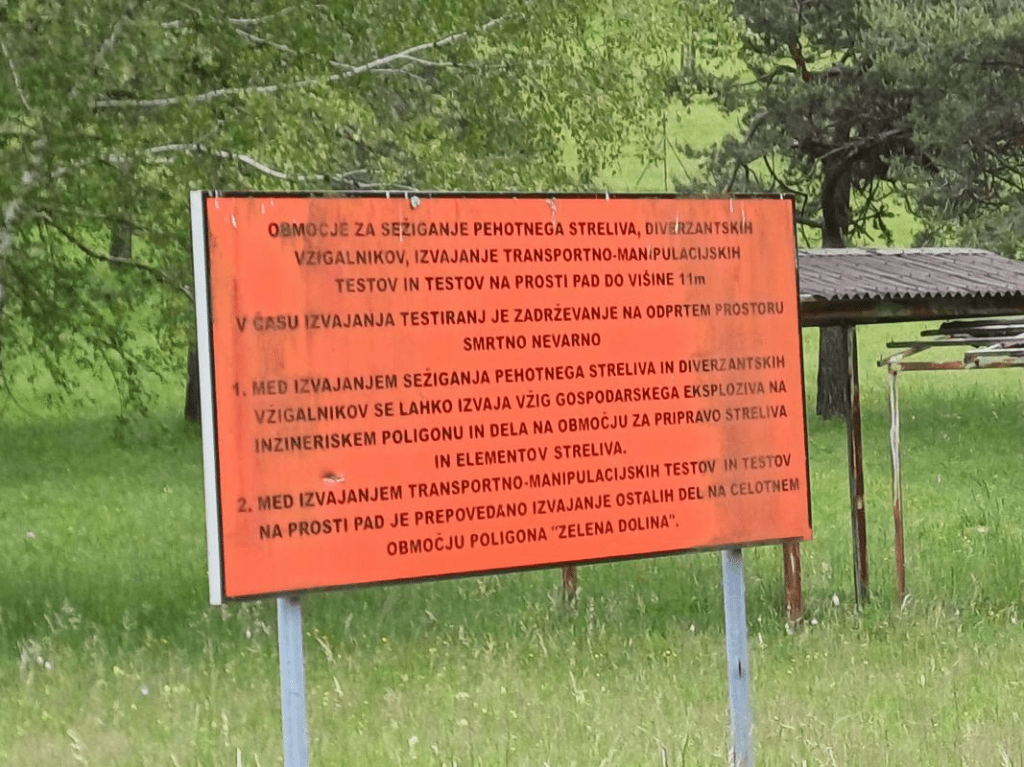 OBMOČJE ZA SEŽIGANJE PEHOTNEGA STRELIVA, DIVERZANTSKIH
VŽIGALNIKOV, IZVAJANJE TRANSPORTNO-MANIPULACIJSKIH
TESTOV IN TESTOV NA PROSTI PAD DO VIŠINE 11m
V ČASU IZVAJANJA TESTIRANJ JE ZADRŽEVANJE NA ODPRTEM PROSTORU
SMRTNO NEVARNO
1. MED IZVAJANJEM SEŽIGANJA PEHOTNEGA STRELIVA IN DIVERZANTSKIH
VŽIGALNIKOV SE LAHKO IZVAJA VŽIG GOSPODARSKEGA EKSPLOZIVA NA
INŽINERISKEM POLIGONU IN DELA NA OBMOČJU ZA PRIPRAVO STRELIVA
IN ELEMENTOV STRELIVA.
2. MED IZVAJANJEM TRANSPORTNO-MANIPULACIJSKIH TESTOV IN TESTOV
NA PROSTI PAD JE PREPOVEDANO IZVAJANJE OSTALIH DEL NA CELOTNEM
OBMOČJU POLIGONA "ZELENA DOLINA".